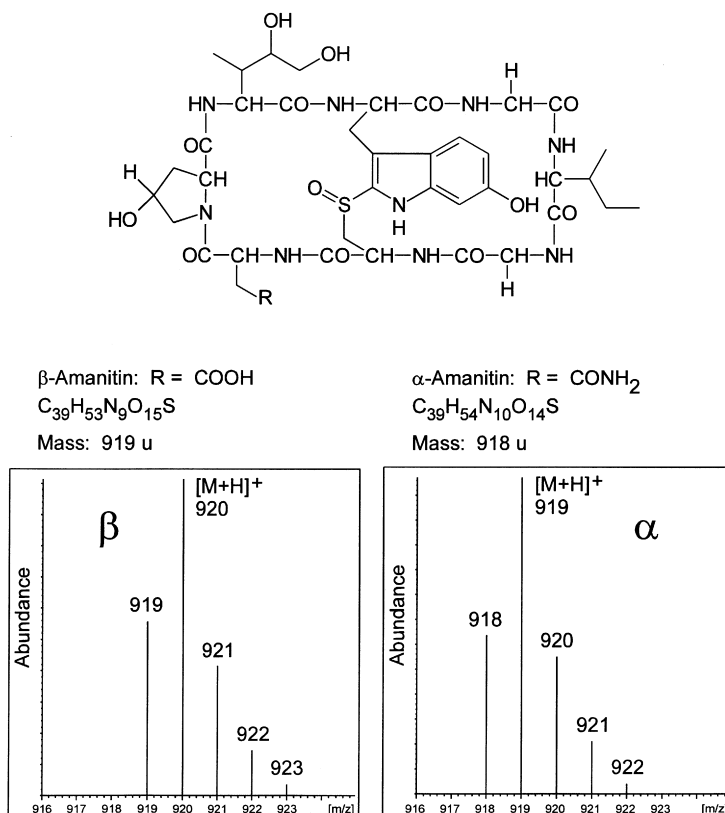 OH
OH
H
HN—CH—CO—NH—CH—CO—NH—CH—CO
OC
NH
H
CH
CH
O
HO
N
S
N
H
OH
CO
OC—CH—NH—CO—CH—NH—CO—CH—NH
R
H
β-Amanitin: R = COOH
C₃₉H₅₃N₉O₁₅S
Mass: 919 u
α-Amanitin: R = CONH₂
C₃₉H₅₄N₁₀O₁₄S
Mass: 918 u
[M+H]⁺
920
β
919
921
922
923
Abundance
916 917 918 919 920 921 922 923 [m/z]
[M+H]⁺
919
α
918
920
921
922
Abundance
916 917 918 919 920 921 922 923 [m/z]